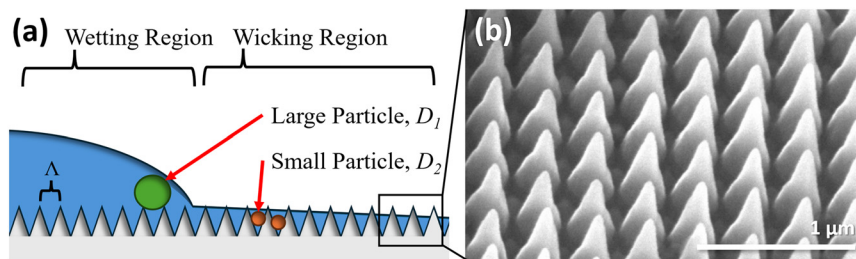 (a)
Wetting Region
Wicking Region
Large Particle, D1
Small Particle, D2
Λ
(b)
1 μm